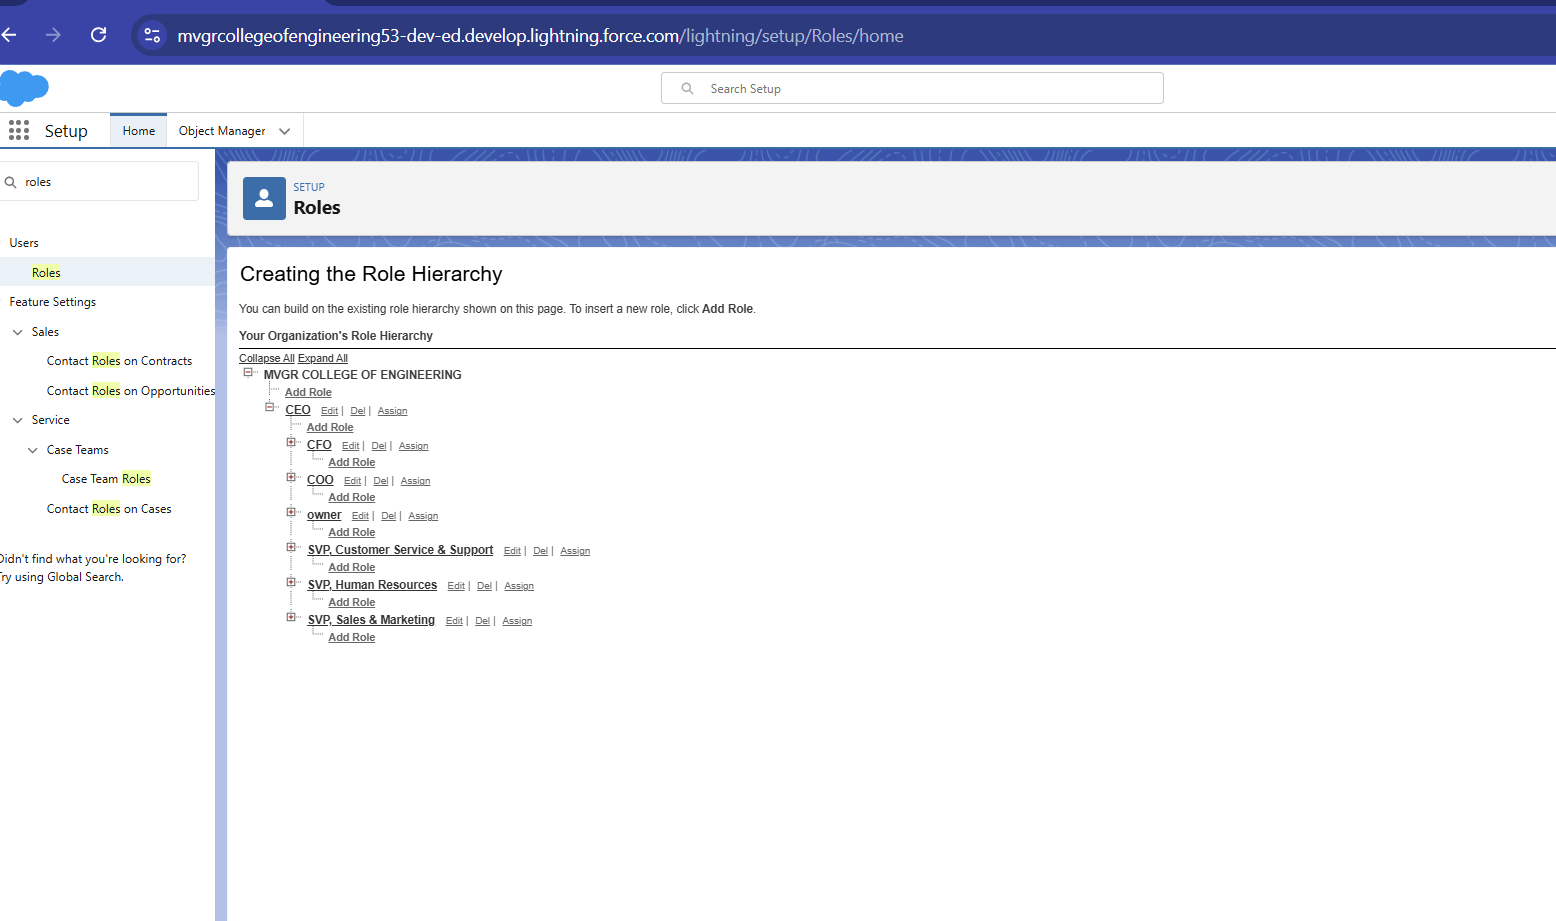 mvgrcollegeofengineering53-dev-ed.develop.lightning.force.com/lightning/setup/Roles/home
Search Setup
Setup Home Object Manager
roles
Users
Roles
Feature Settings
Sales
Contact Roles on Contracts
Contact Roles on Opportunities
Service
Case Teams
Case Team Roles
Contact Roles on Cases
Didn't find what you're looking for?
Try using Global Search.
SETUP
Roles
Creating the Role Hierarchy
You can build on the existing role hierarchy shown on this page. To insert a new role, click Add Role.
Your Organization's Role Hierarchy
Collapse All Expand All
MVGR COLLEGE OF ENGINEERING
Add Role
CEO Edit | Del | Assign
Add Role
CFO Edit | Del | Assign
Add Role
COO Edit | Del | Assign
Add Role
owner Edit | Del | Assign
Add Role
SVP, Customer Service & Support Edit | Del | Assign
Add Role
SVP, Human Resources Edit | Del | Assign
Add Role
SVP, Sales & Marketing Edit | Del | Assign
Add Role